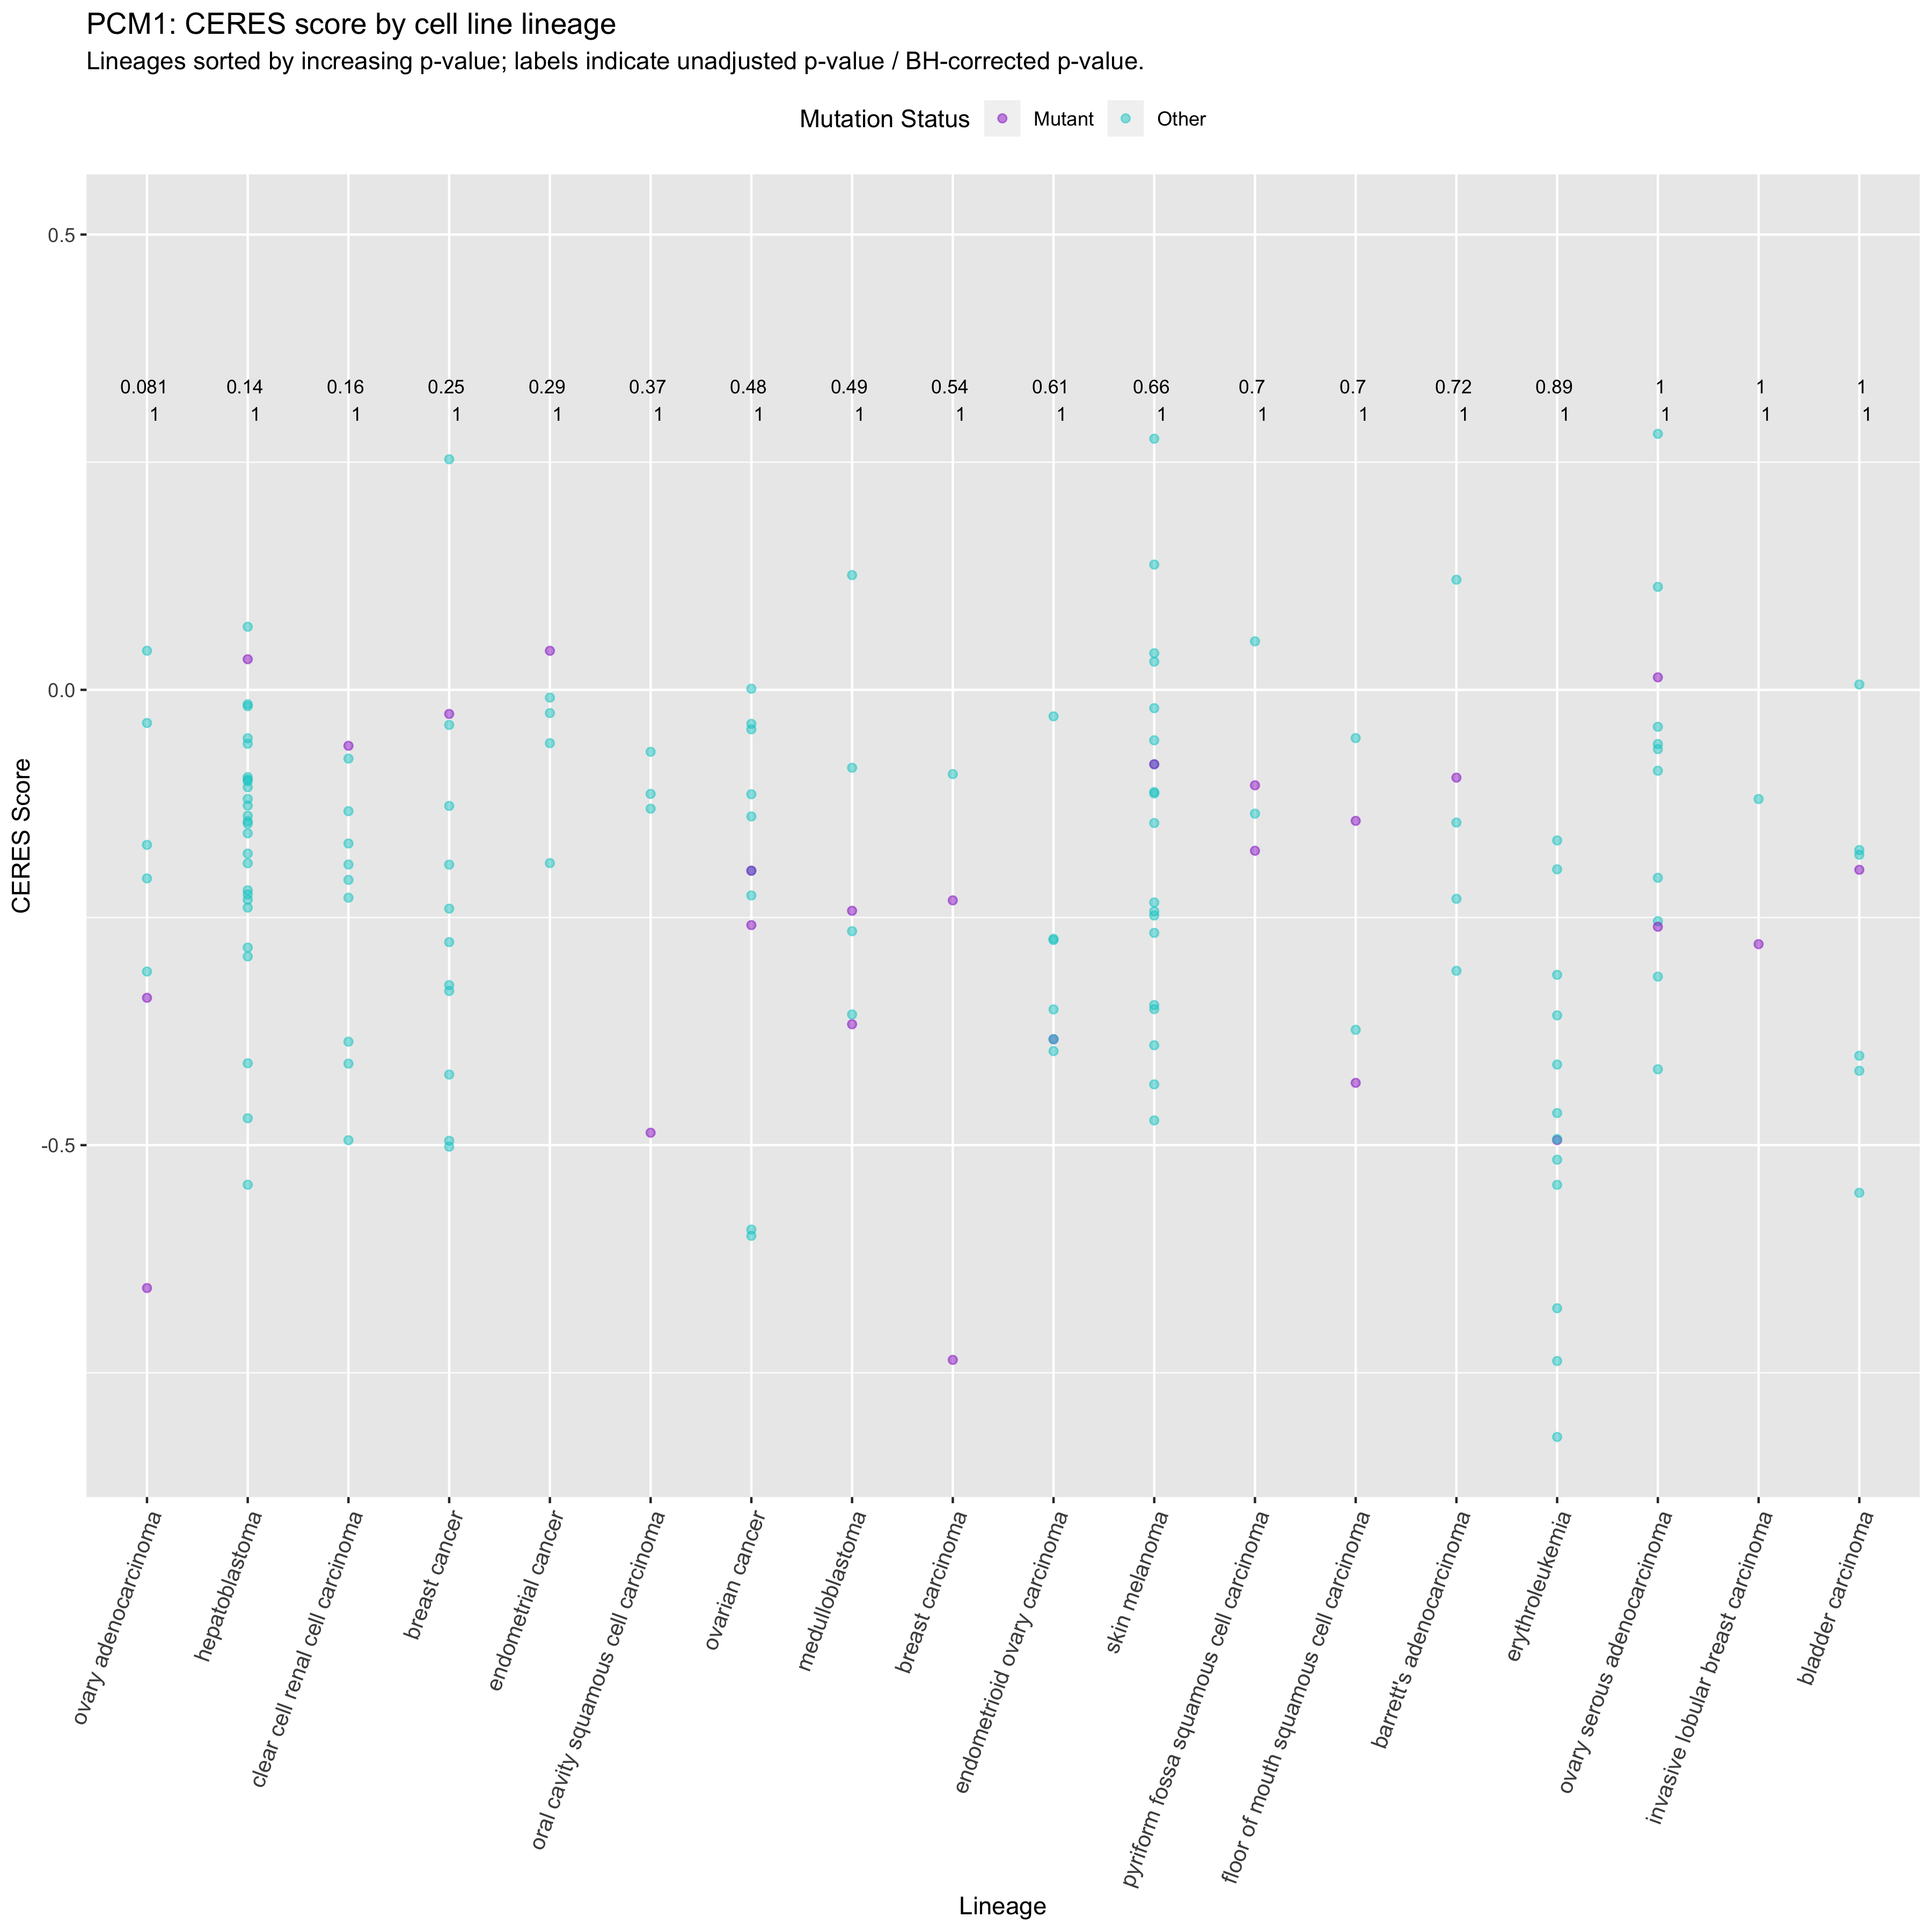 PCM1: CERES score by cell line lineage
Lineages sorted by increasing p-value; labels indicate unadjusted p-value / BH-corrected p-value.
Mutation Status Mutant Other
0.5
0.081 0.14 0.16 0.25 0.29 0.37 0.48 0.49 0.54 0.61 0.66 0.7 0.7 0.72 0.89 1 1 1
1 1 1 1 1 1 1 1 1 1 1 1 1 1 1 1 1 1
0.0
CERES Score
-0.5
ovary adenocarcinoma
hepatoblastoma
clear cell renal cell carcinoma
breast cancer
endometrial cancer
oral cavity squamous cell carcinoma
ovarian cancer
medulloblastoma
breast carcinoma
endometrioid ovary carcinoma
skin melanoma
pyriform fossa squamous cell carcinoma
floor of mouth squamous cell carcinoma
barrett's adenocarcinoma
erythroleukemia
ovary serous adenocarcinoma
invasive lobular breast carcinoma
bladder carcinoma
Lineage